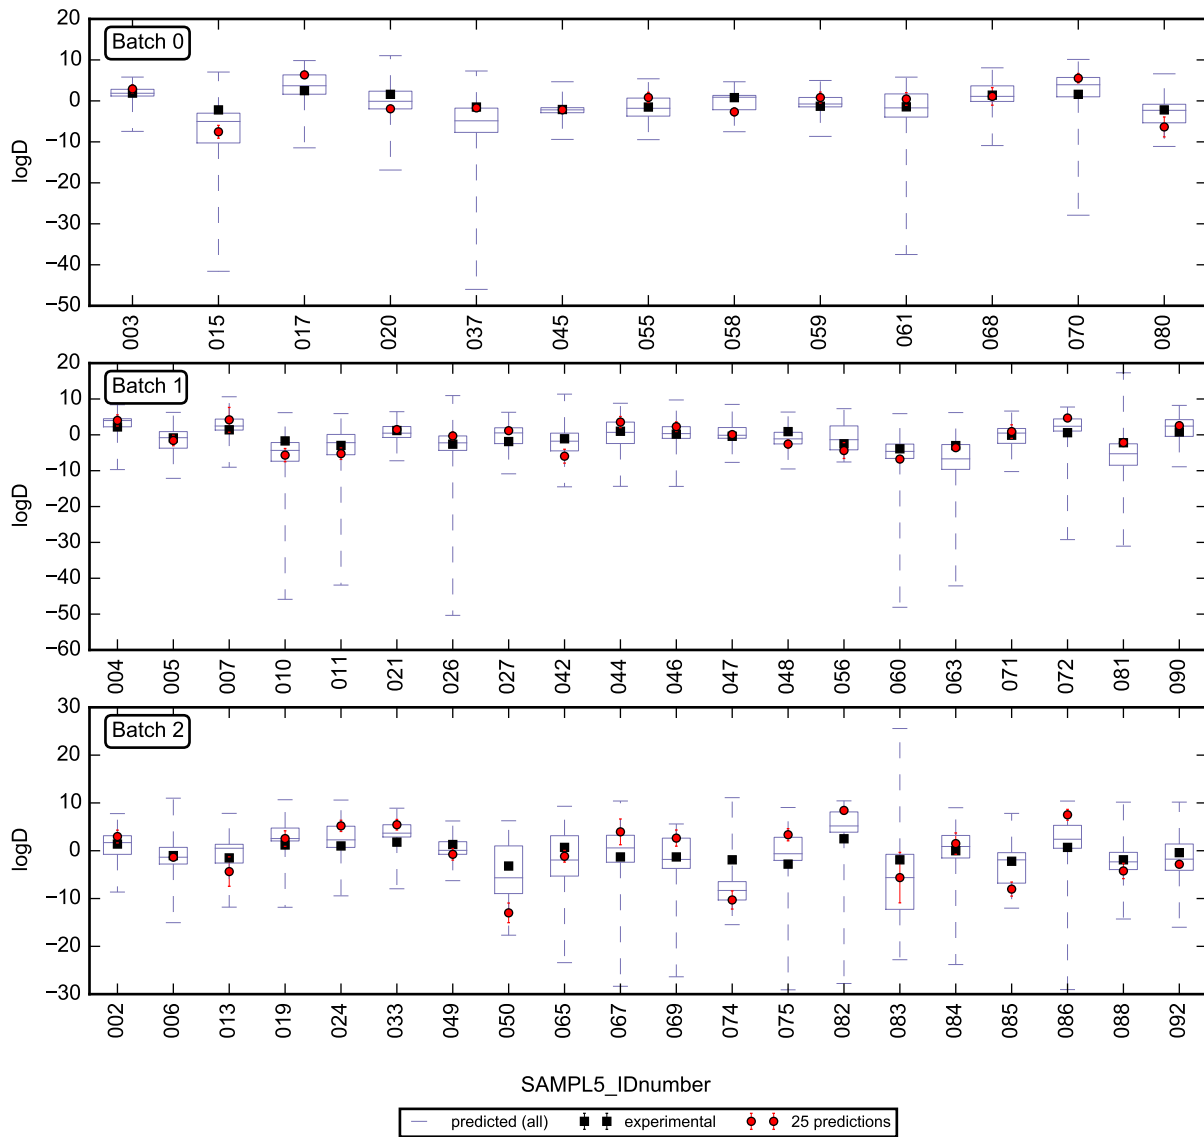 20
Batch 0
10
0
−10
−20
−30
−40
−50
logD
003 015 017 020 037 045 055 058 059 061 068 070 080
20
Batch 1
10
0
−10
−20
−30
−40
−50
−60
logD
004 005 007 010 011 021 026 027 042 044 046 047 048 056 060 063 071 072 081 090
30
Batch 2
20
10
0
−10
−20
−30
logD
002 006 013 019 024 033 049 050 065 067 069 074 075 082 083 084 085 086 088 092
SAMPL5_IDnumber
predicted (all) experimental 25 predictions